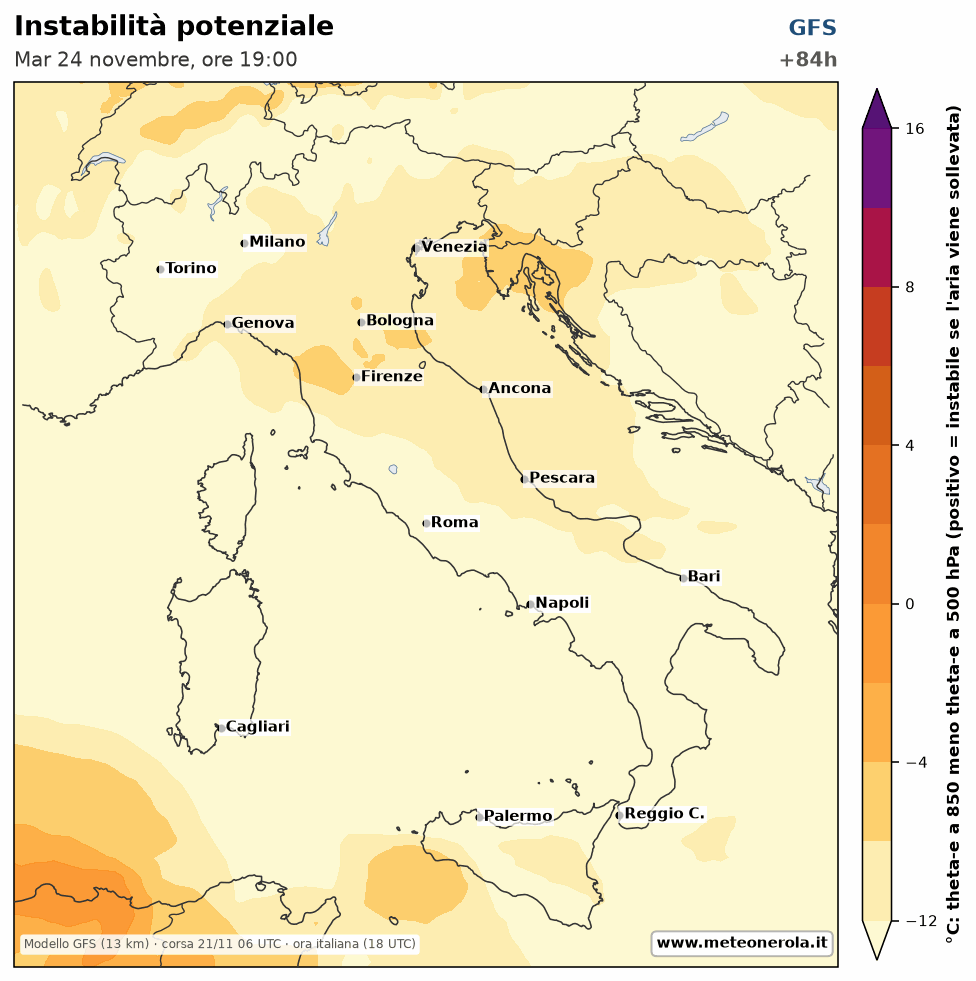 Instabilità potenziale
GFS
Mar 24 novembre, ore 19:00
+84h
Milano
Venezia
Torino
Genova
Bologna
Firenze
Ancona
Pescara
Roma
Bari
Napoli
Cagliari
Palermo
Reggio C.
16
8
4
0
−4
−12
°C: theta-e a 850 meno theta-e a 500 hPa (positivo = instabile se l'aria viene sollevata)
Modello GFS (13 km) · corsa 21/11 06 UTC · ora italiana (18 UTC)
www.meteonerola.it